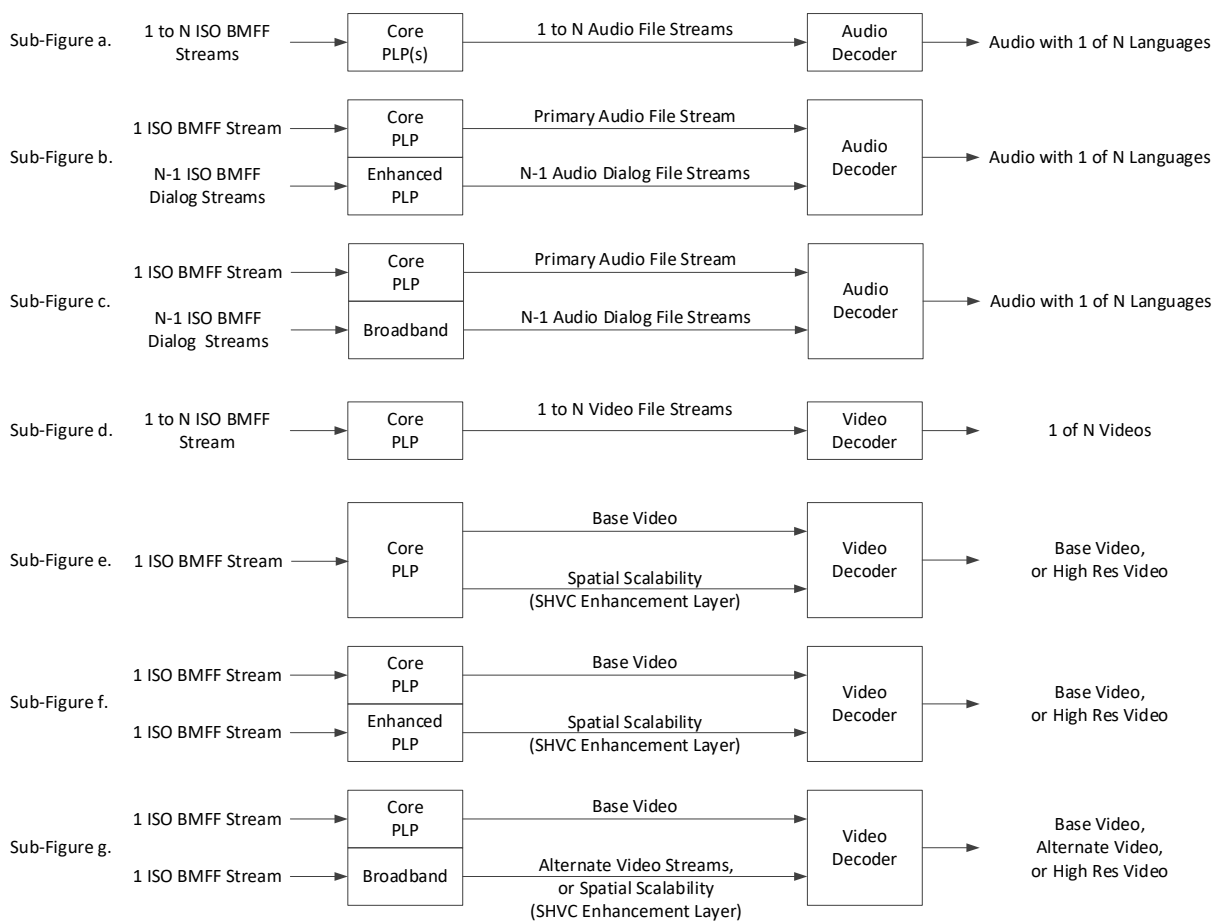 Sub-Figure a.
1 to N ISO BMFF
Streams
Core
PLP(s)
1 to N Audio File Streams
Audio
Decoder
Audio with 1 of N Languages
Sub-Figure b.
1 ISO BMFF Stream
N-1 ISO BMFF
Dialog Streams
Core
PLP
Enhanced
PLP
Primary Audio File Stream
N-1 Audio Dialog File Streams
Audio
Decoder
Audio with 1 of N Languages
Sub-Figure c.
1 ISO BMFF Stream
N-1 ISO BMFF
Dialog Streams
Core
PLP
Broadband
Primary Audio File Stream
N-1 Audio Dialog File Streams
Audio
Decoder
Audio with 1 of N Languages
Sub-Figure d.
1 to N ISO BMFF
Stream
Core
PLP
1 to N Video File Streams
Video
Decoder
1 of N Videos
Sub-Figure e.
1 ISO BMFF Stream
Core
PLP
Base Video
Spatial Scalability
(SHVC Enhancement Layer)
Video
Decoder
Base Video,
or High Res Video
Sub-Figure f.
1 ISO BMFF Stream
1 ISO BMFF Stream
Core
PLP
Enhanced
PLP
Base Video
Spatial Scalability
(SHVC Enhancement Layer)
Video
Decoder
Base Video,
or High Res Video
Sub-Figure g.
1 ISO BMFF Stream
1 ISO BMFF Stream
Core
PLP
Broadband
Base Video
Alternate Video Streams,
or Spatial Scalability
(SHVC Enhancement Layer)
Video
Decoder
Base Video,
Alternate Video,
or High Res Video